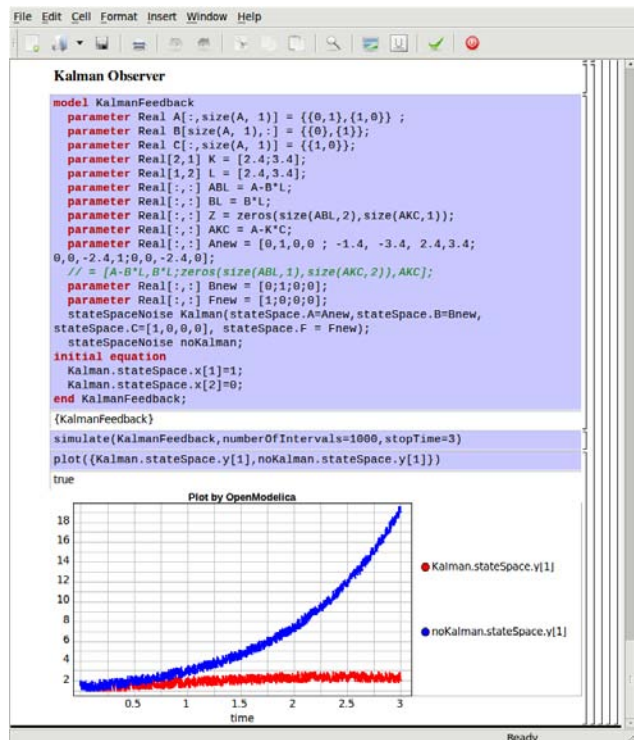 File Edit Cell Format Insert Window Help
Kalman Observer
model KalmanFeedback
parameter Real A[:,size(A, 1)] = {{0,1},{1,0}} ;
parameter Real B[size(A, 1),:] = {{0},{1}};
parameter Real C[:,size(A, 1)] = {{1,0}};
parameter Real[2,1] K = [2.4;3.4];
parameter Real[1,2] L = [2.4,3.4];
parameter Real[:,:] ABL = A-B*L;
parameter Real[:,:] BL = B*L;
parameter Real[:,:] Z = zeros(size(ABL,2),size(AKC,1));
parameter Real[:,:] AKC = A-K*C;
parameter Real[:,:] Anew = [0,1,0,0 ; -1.4, -3.4, 2.4,3.4;
0,0,-2.4,1;0,0,-2.4,0];
// = [A-B*L,B*L;zeros(size(ABL,1),size(AKC,2)),AKC];
parameter Real[:,:] Bnew = [0;1;0;0];
parameter Real[:,:] Fnew = [1;0;0;0];
stateSpaceNoise Kalman(stateSpace.A=Anew,stateSpace.B=Bnew,
stateSpace.C=[1,0,0,0], stateSpace.F = Fnew);
stateSpaceNoise noKalman;
initial equation
Kalman.stateSpace.x[1]=1;
Kalman.stateSpace.x[2]=0;
end KalmanFeedback;
{KalmanFeedback}
simulate(KalmanFeedback,numberOfIntervals=1000,stopTime=3)
plot({Kalman.stateSpace.y[1],noKalman.stateSpace.y[1]})
true
Plot by OpenModelica
18
16
14
12
10
8
6
4
2
0.5 1 1.5 2 2.5 3
time
Kalman.stateSpace.y[1]
noKalman.stateSpace.y[1]
Ready